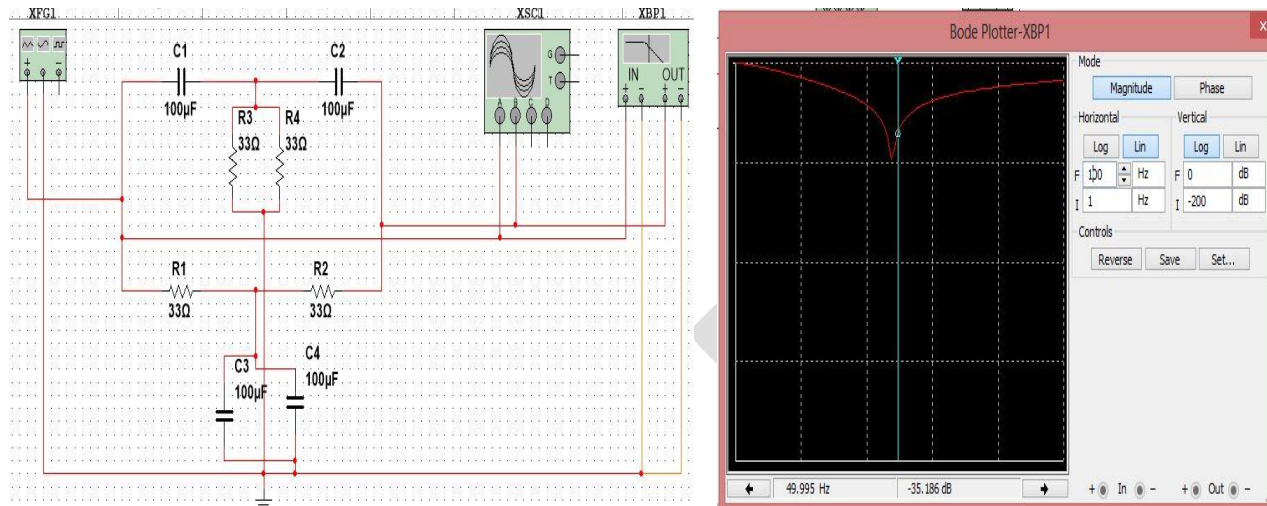 XFG1
XSC1
XBP1
C1
C2
100µF
100µF
R3
R4
33Ω
33Ω
G
T
A B C D
IN OUT
+ - + -
R1
R2
33Ω
33Ω
C3
C4
100µF
100µF
Bode Plotter-XBP1
x
Mode
Magnitude
Phase
Horizontal
Vertical
Log
Lin
Log
Lin
F 100 Hz
F 0 dB
I 1 Hz
I -200 dB
Controls
Reverse
Save
Set...
49.995 Hz
-35.186 dB
+ In -
+ Out -